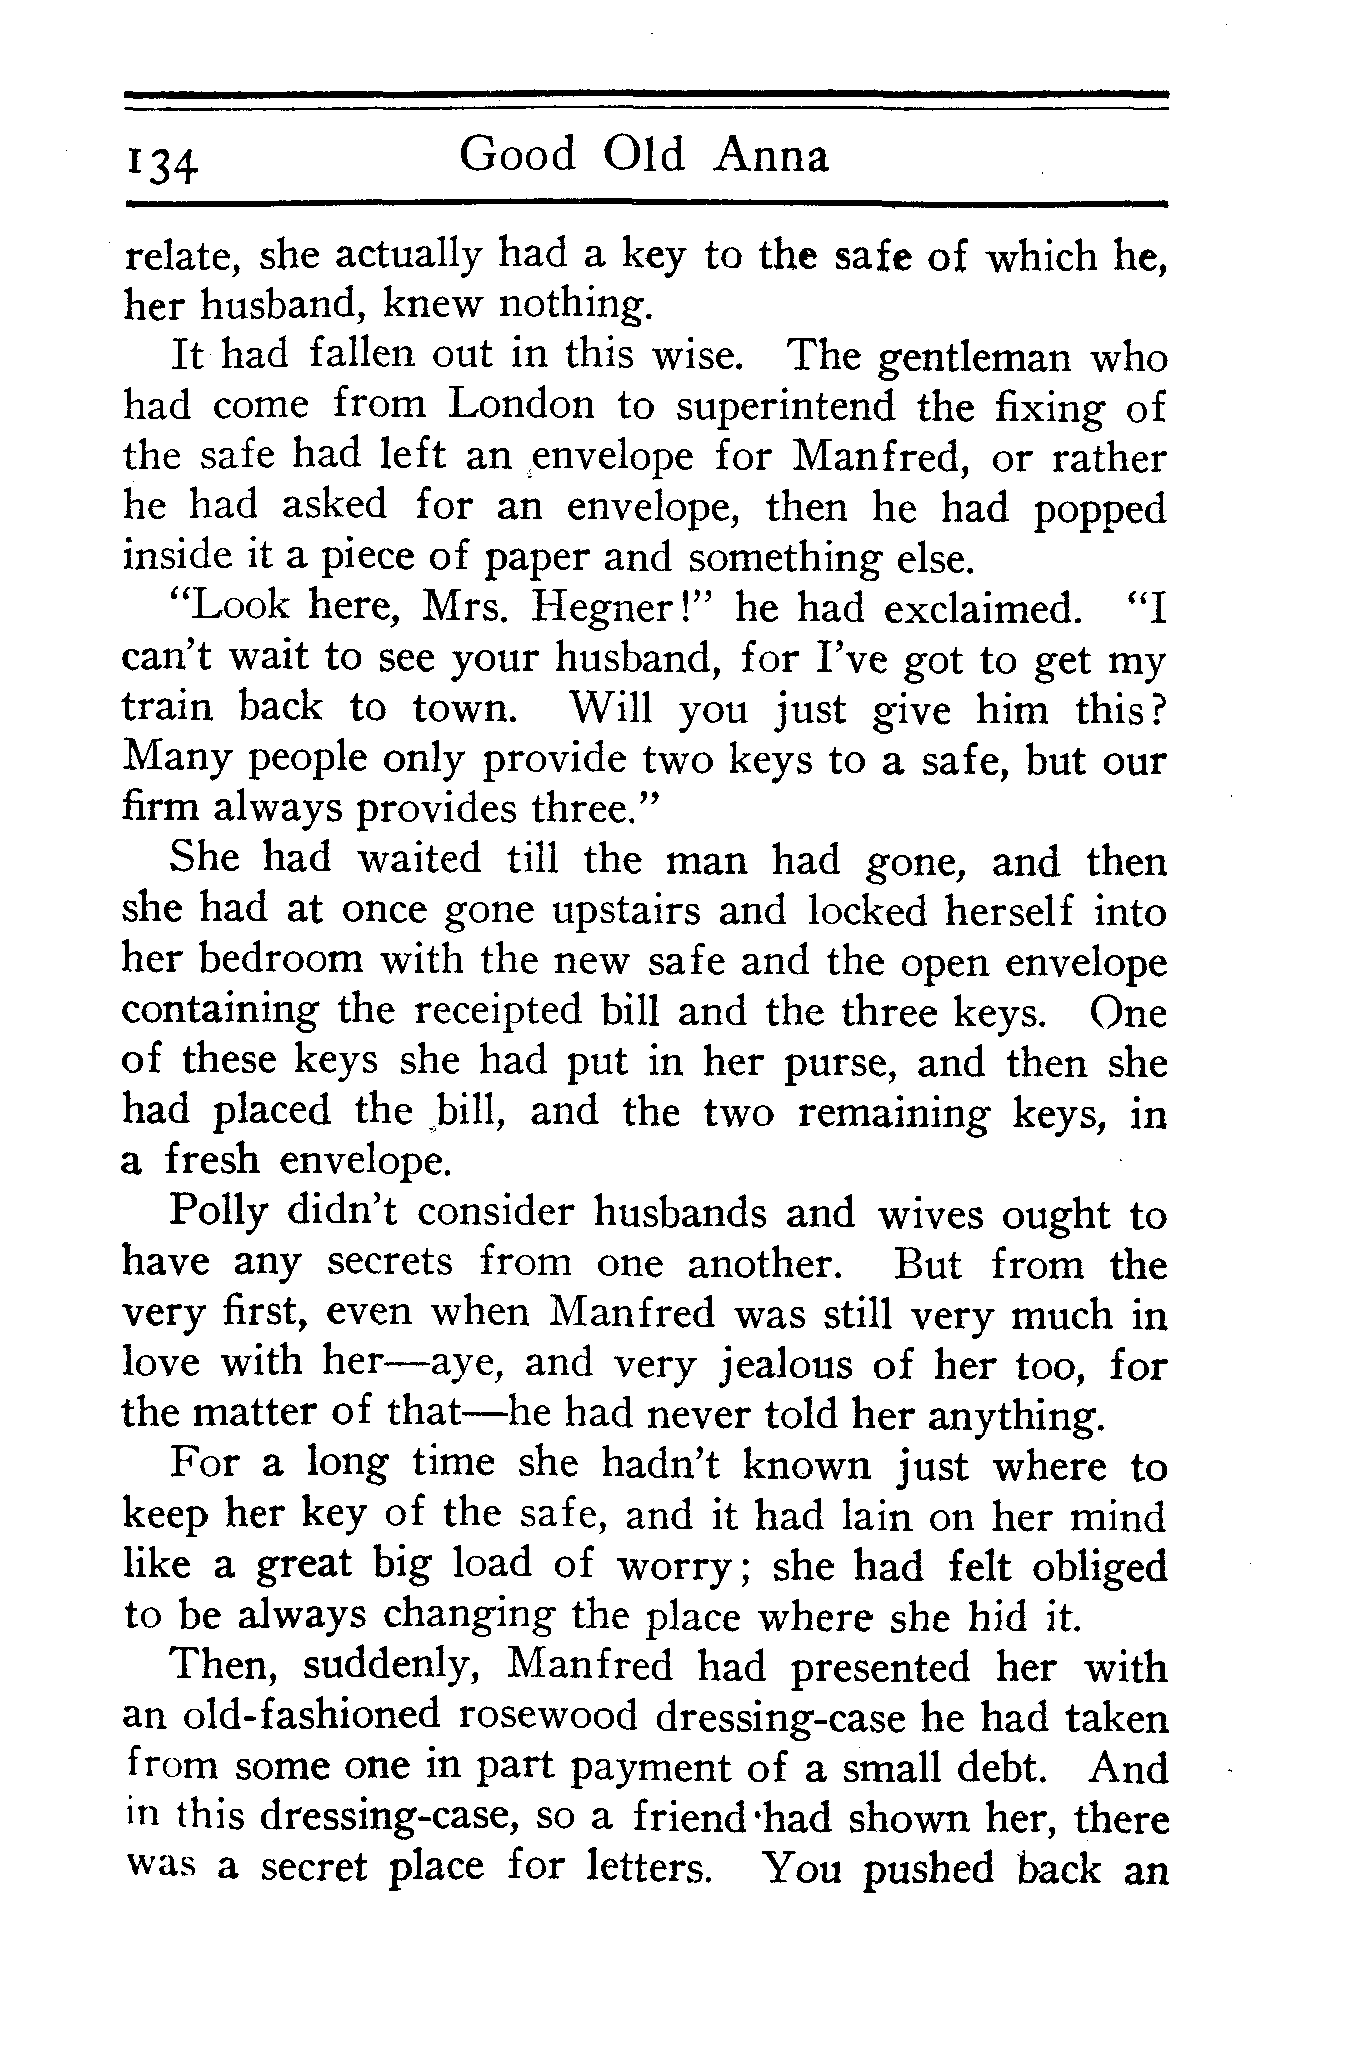 134 Good Old Anna
relate, she actually had a key to the safe of which he,
her husband, knew nothing.
It had fallen out in this wise. The gentleman who
had come from London to superintend the fixing of
the safe had left an envelope for Manfred, or rather
he had asked for an envelope, then he had popped
inside it a piece of paper and something else.
“Look here, Mrs. Hegner!” he had exclaimed. “I
can’t wait to see your husband, for I’ve got to get my
train back to town. Will you just give him this?
Many people only provide two keys to a safe, but our
firm always provides three.”
She had waited till the man had gone, and then
she had at once gone upstairs and locked herself into
her bedroom with the new safe and the open envelope
containing the receipted bill and the three keys. One
of these keys she had put in her purse, and then she
had placed the bill, and the two remaining keys, in
a fresh envelope.
Polly didn’t consider husbands and wives ought to
have any secrets from one another. But from the
very first, even when Manfred was still very much in
love with her—aye, and very jealous of her too, for
the matter of that—he had never told her anything.
For a long time she hadn’t known just where to
keep her key of the safe, and it had lain on her mind
like a great big load of worry; she had felt obliged
to be always changing the place where she hid it.
Then, suddenly, Manfred had presented her with
an old-fashioned rosewood dressing-case he had taken
from some one in part payment of a small debt. And
in this dressing-case, so a friend had shown her, there
was a secret place for letters. You pushed back an